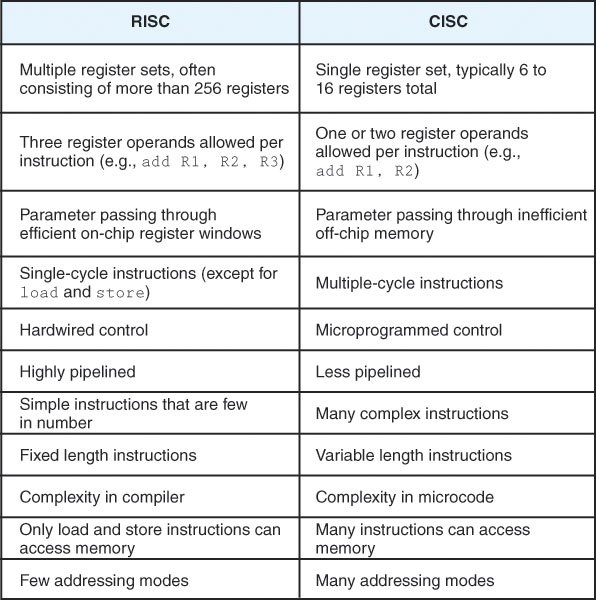 RISC
CISC
Multiple register sets, often
consisting of more than 256 registers
Single register set, typically 6 to
16 registers total
Three register operands allowed per
instruction (e.g., add R1, R2, R3)
One or two register operands
allowed per instruction (e.g.,
add R1, R2)
Parameter passing through
efficient on-chip register windows
Parameter passing through inefficient
off-chip memory
Single-cycle instructions (except for
load and store)
Multiple-cycle instructions
Hardwired control
Microprogrammed control
Highly pipelined
Less pipelined
Simple instructions that are few
in number
Many complex instructions
Fixed length instructions
Variable length instructions
Complexity in compiler
Complexity in microcode
Only load and store instructions can
access memory
Many instructions can access
memory
Few addressing modes
Many addressing modes